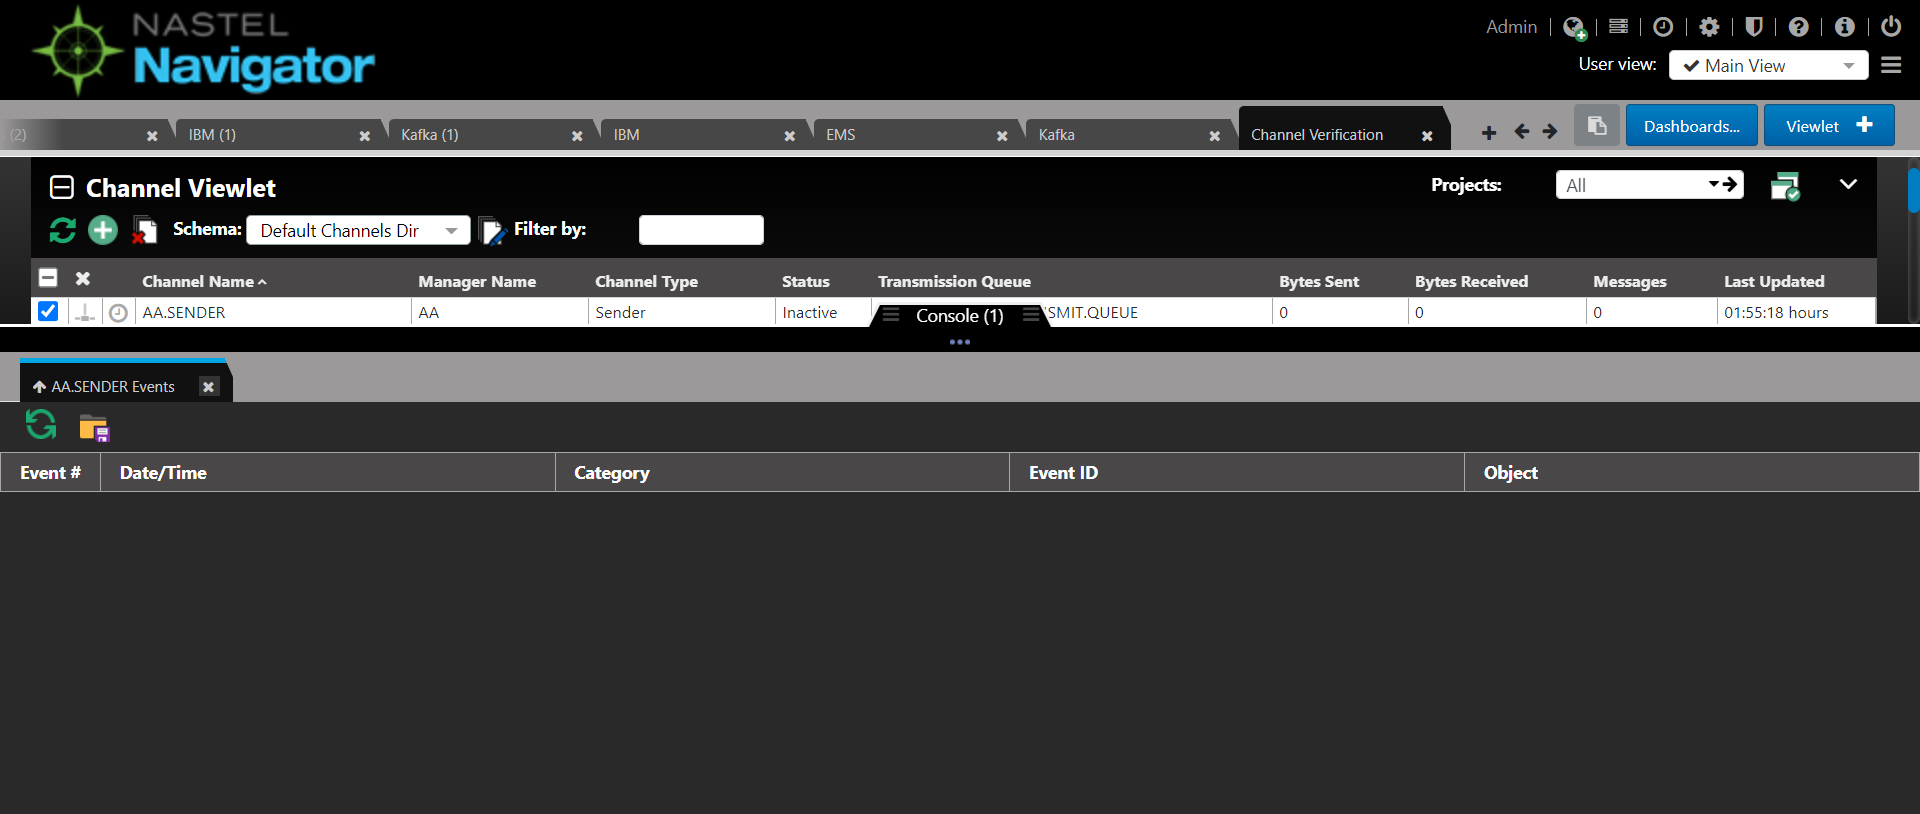 NASTEL
Navigator
Admin
User view: Main View
(2)
IBM (1)
Kafka (1)
IBM
EMS
Kafka
Channel Verification
Dashboards...
Viewlet
Channel Viewlet
Projects: All
Schema: Default Channels Dir
Filter by:
Channel Name Manager Name Channel Type Status Transmission Queue Bytes Sent Bytes Received Messages Last Updated
AA.SENDER AA Sender Inactive SMIT.QUEUE 0 0 0 01:55:18 hours
Console (1)
AA.SENDER Events
Event # Date/Time Category Event ID Object